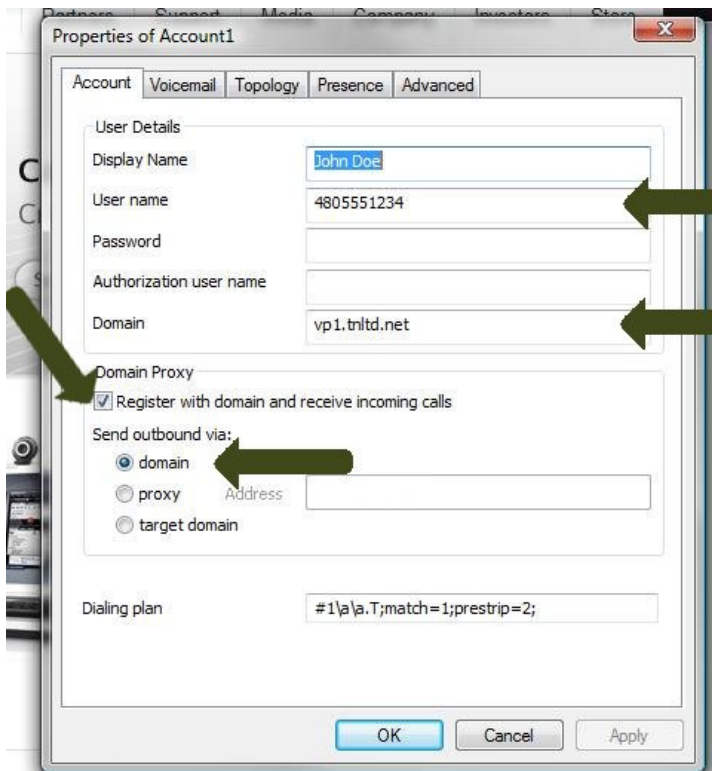 Partners Support Media Company Investors Store
Properties of Account1
Account Voicemail Topology Presence Advanced
User Details
Display Name John Doe
User name 4805551234
Password
Authorization user name
Domain vp1.tnltd.net
Domain Proxy
Register with domain and receive incoming calls
Send outbound via:
domain
proxy Address
target domain
Dialing plan #1\a\a.T;match=1;prestrip=2;
OK Cancel Apply